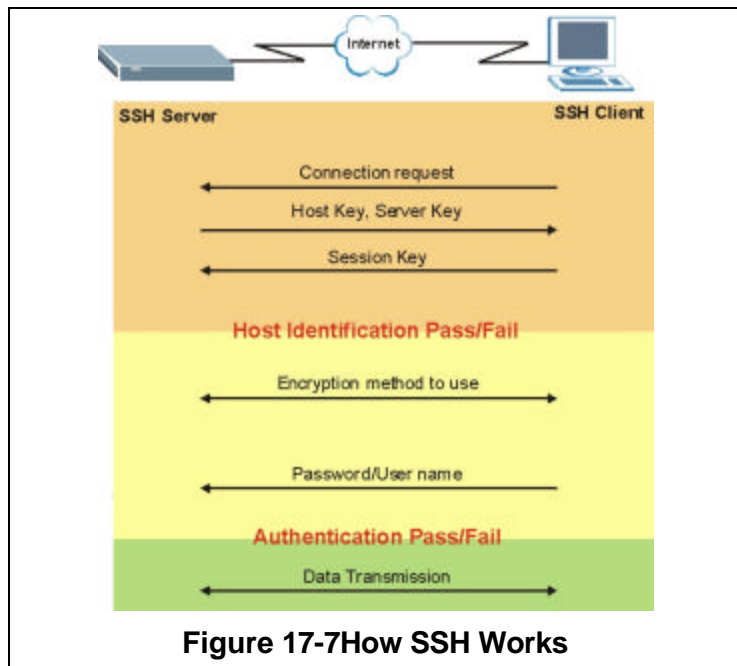 Internet
SSH Server
SSH Client
Connection request
Host Key, Server Key
Session Key
Host Identification Pass/Fail
Encryption method to use
Password/User name
Authentication Pass/Fail
Data Transmission
Figure 17-7How SSH Works